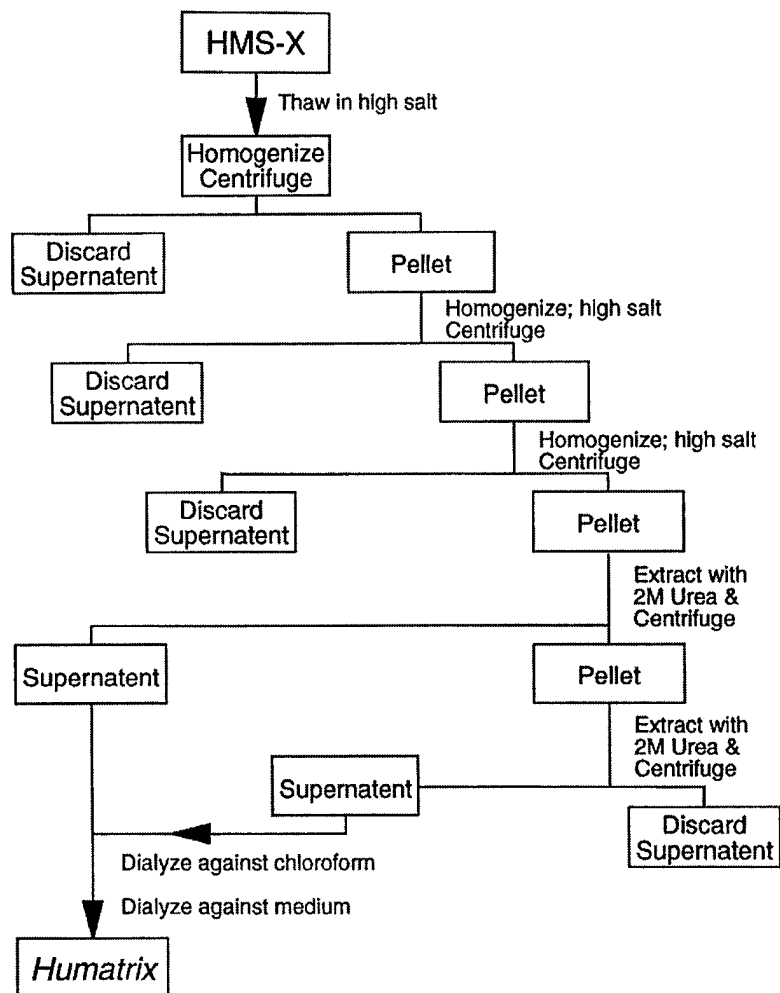 HMS-X
Thaw in high salt
Homogenize
Centrifuge
Discard
Supernatent
Pellet
Homogenize; high salt
Centrifuge
Discard
Supernatent
Pellet
Homogenize; high salt
Centrifuge
Discard
Supernatent
Pellet
Extract with
2M Urea &
Centrifuge
Supernatent
Pellet
Extract with
2M Urea &
Centrifuge
Supernatent
Discard
Supernatent
Dialyze against chloroform
Dialyze against medium
Humatrix